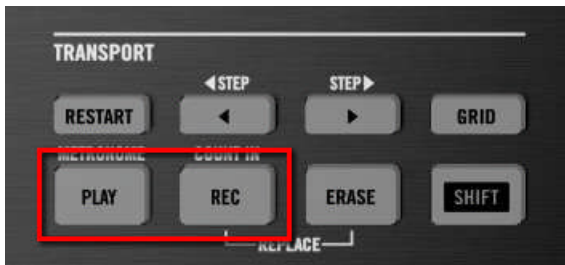 TRANSPORT
◀STEP STEP▶
RESTART ◀ ▶ GRID
METRONOME COUNT IN
PLAY REC ERASE SHIFT
REPLACE